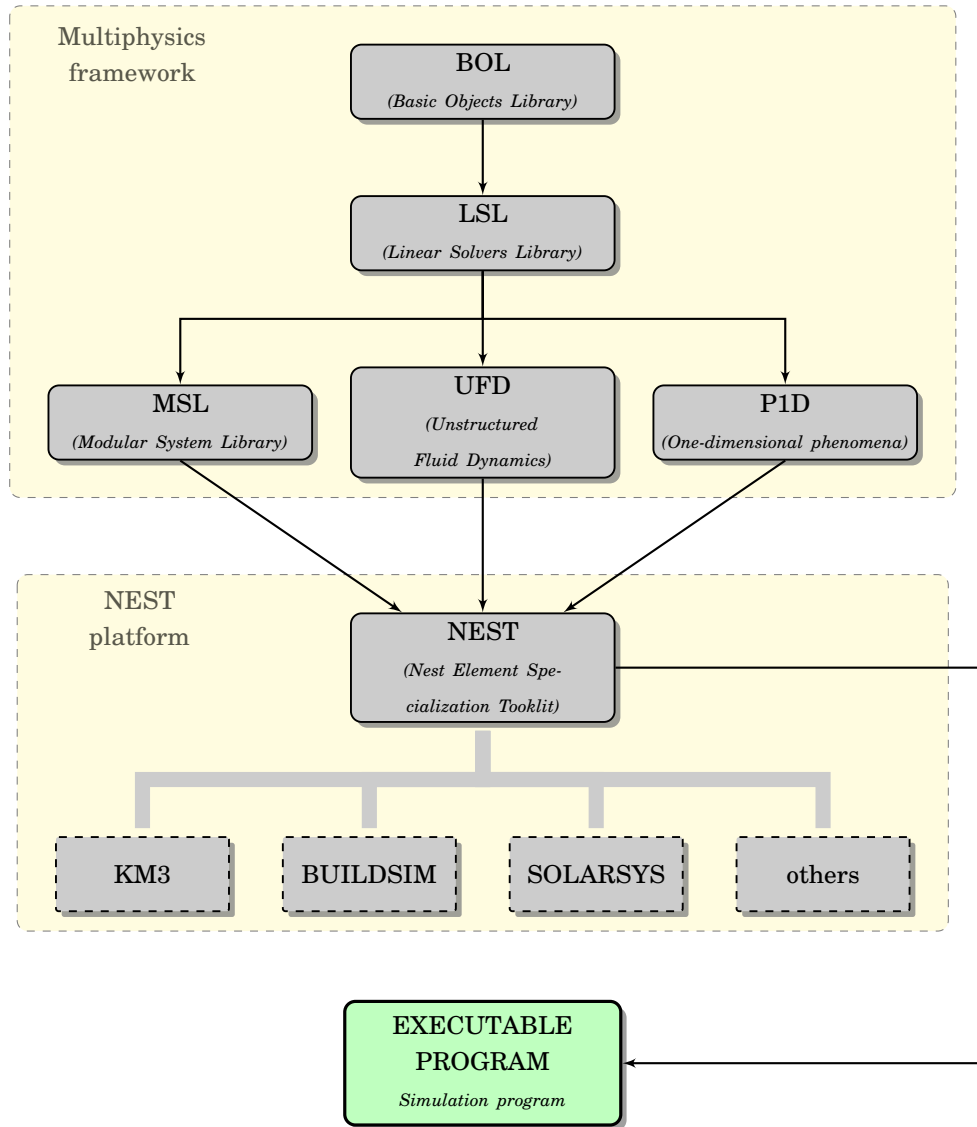 Multiphysics
framework
BOL
(Basic Objects Library)
LSL
(Linear Solvers Library)
MSL
(Modular System Library)
UFD
(Unstructured
Fluid Dynamics)
P1D
(One-dimensional phenomena)
NEST
platform
NEST
(Nest Element Spe-
cialization Tooklit)
KM3
BUILDSIM
SOLARSYS
others
EXECUTABLE
PROGRAM
Simulation program